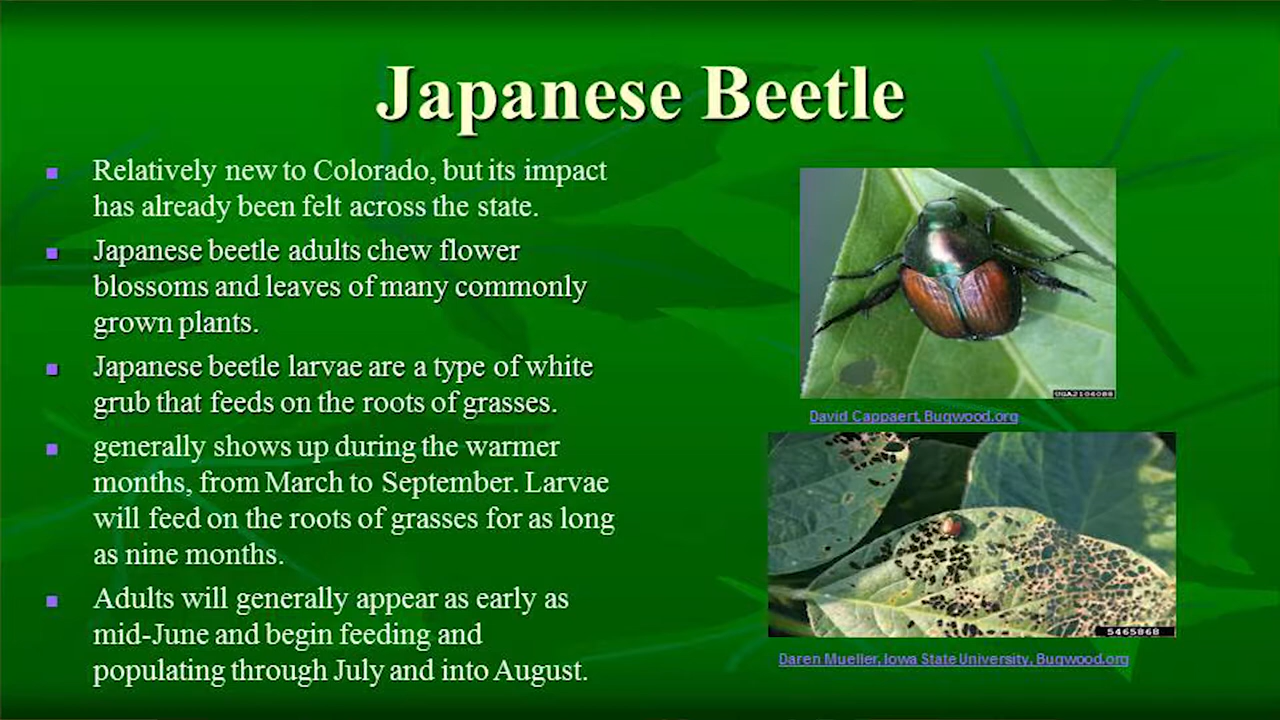 Japanese Beetle
Relatively new to Colorado, but its impact
has already been felt across the state.
Japanese beetle adults chew flower
blossoms and leaves of many commonly
grown plants.
Japanese beetle larvae are a type of white
grub that feeds on the roots of grasses.
generally shows up during the warmer
months, from March to September. Larvae
will feed on the roots of grasses for as long
as nine months.
Adults will generally appear as early as
mid-June and begin feeding and
populating through July and into August.
UGA2106088
David Cappaert, Bugwood.org
5465868
Daren Mueller, Iowa State University, Bugwood.org